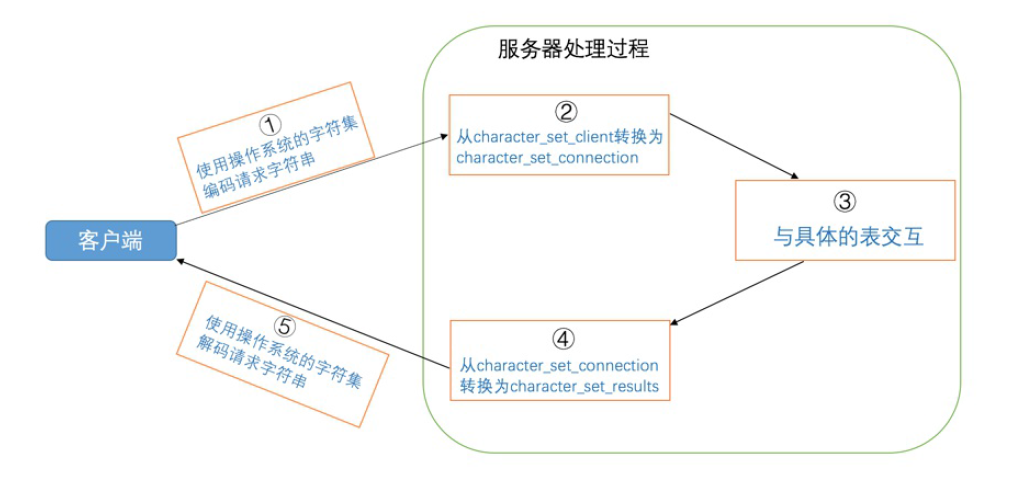 服务器处理过程
①
使用操作系统的字符集
编码请求字符串
②
从character_set_client转换为
character_set_connection
③
与具体的表交互
客户端
④
从character_set_connection
转换为character_set_results
⑤
使用操作系统的字符集
解码请求字符串